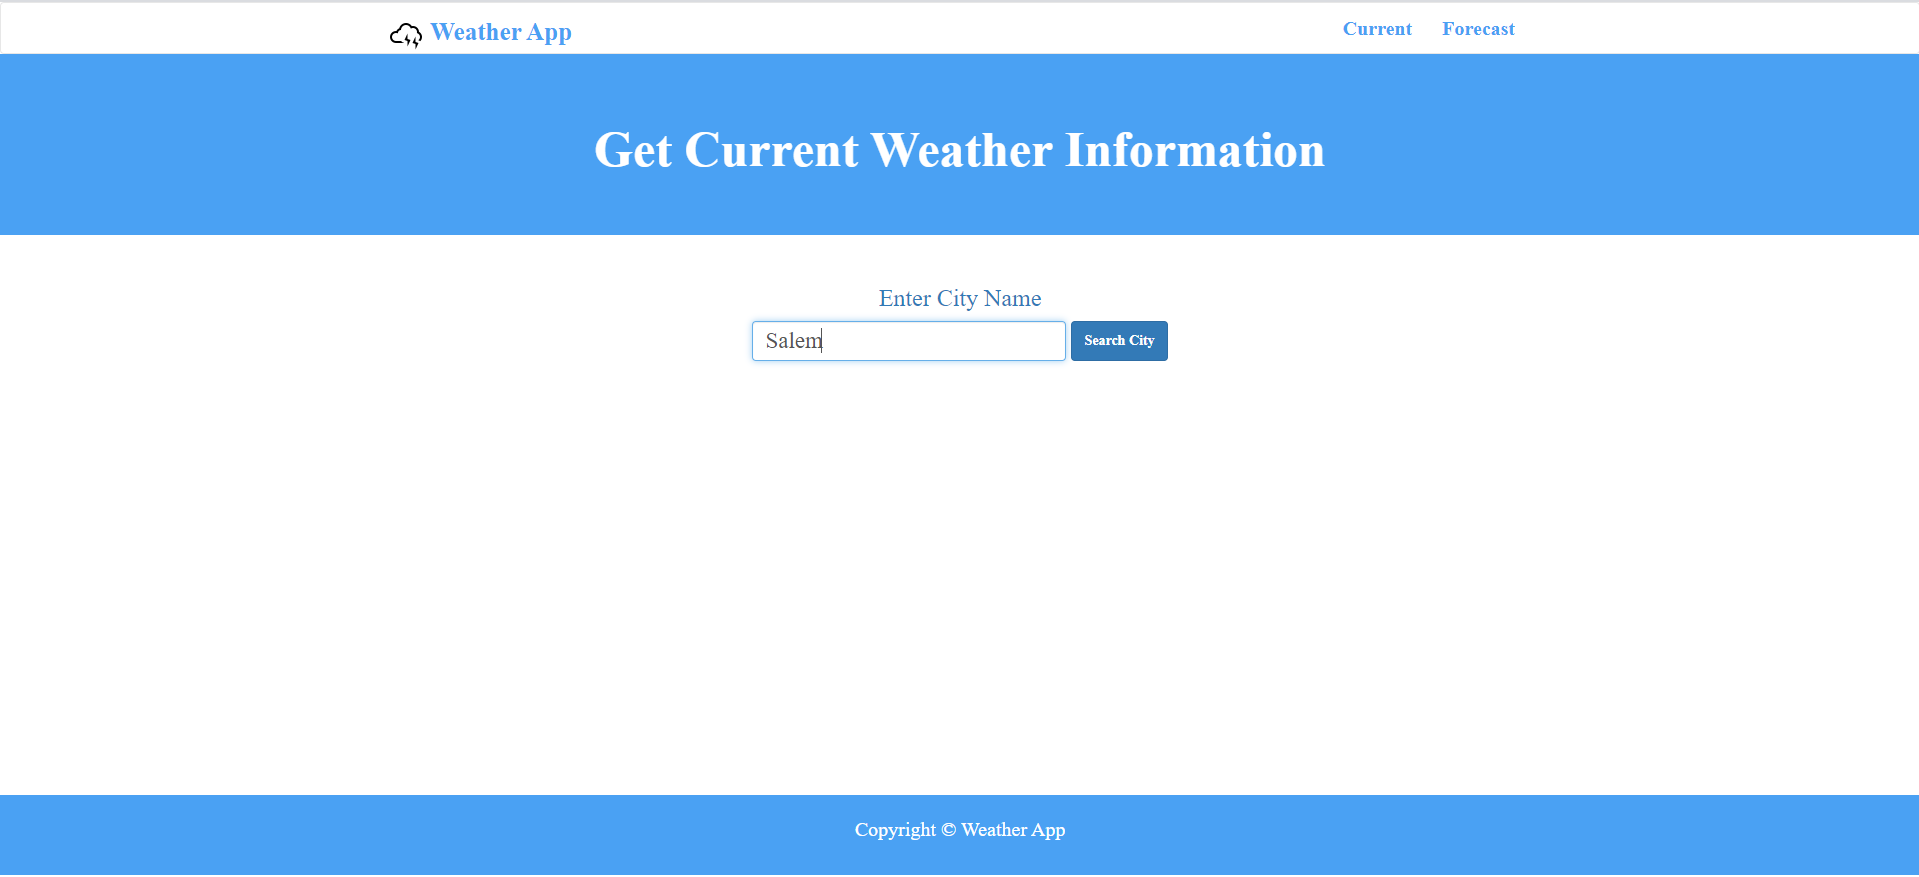 Weather App
Current Forecast
Get Current Weather Information
Enter City Name
Salem
Search City
Copyright © Weather App